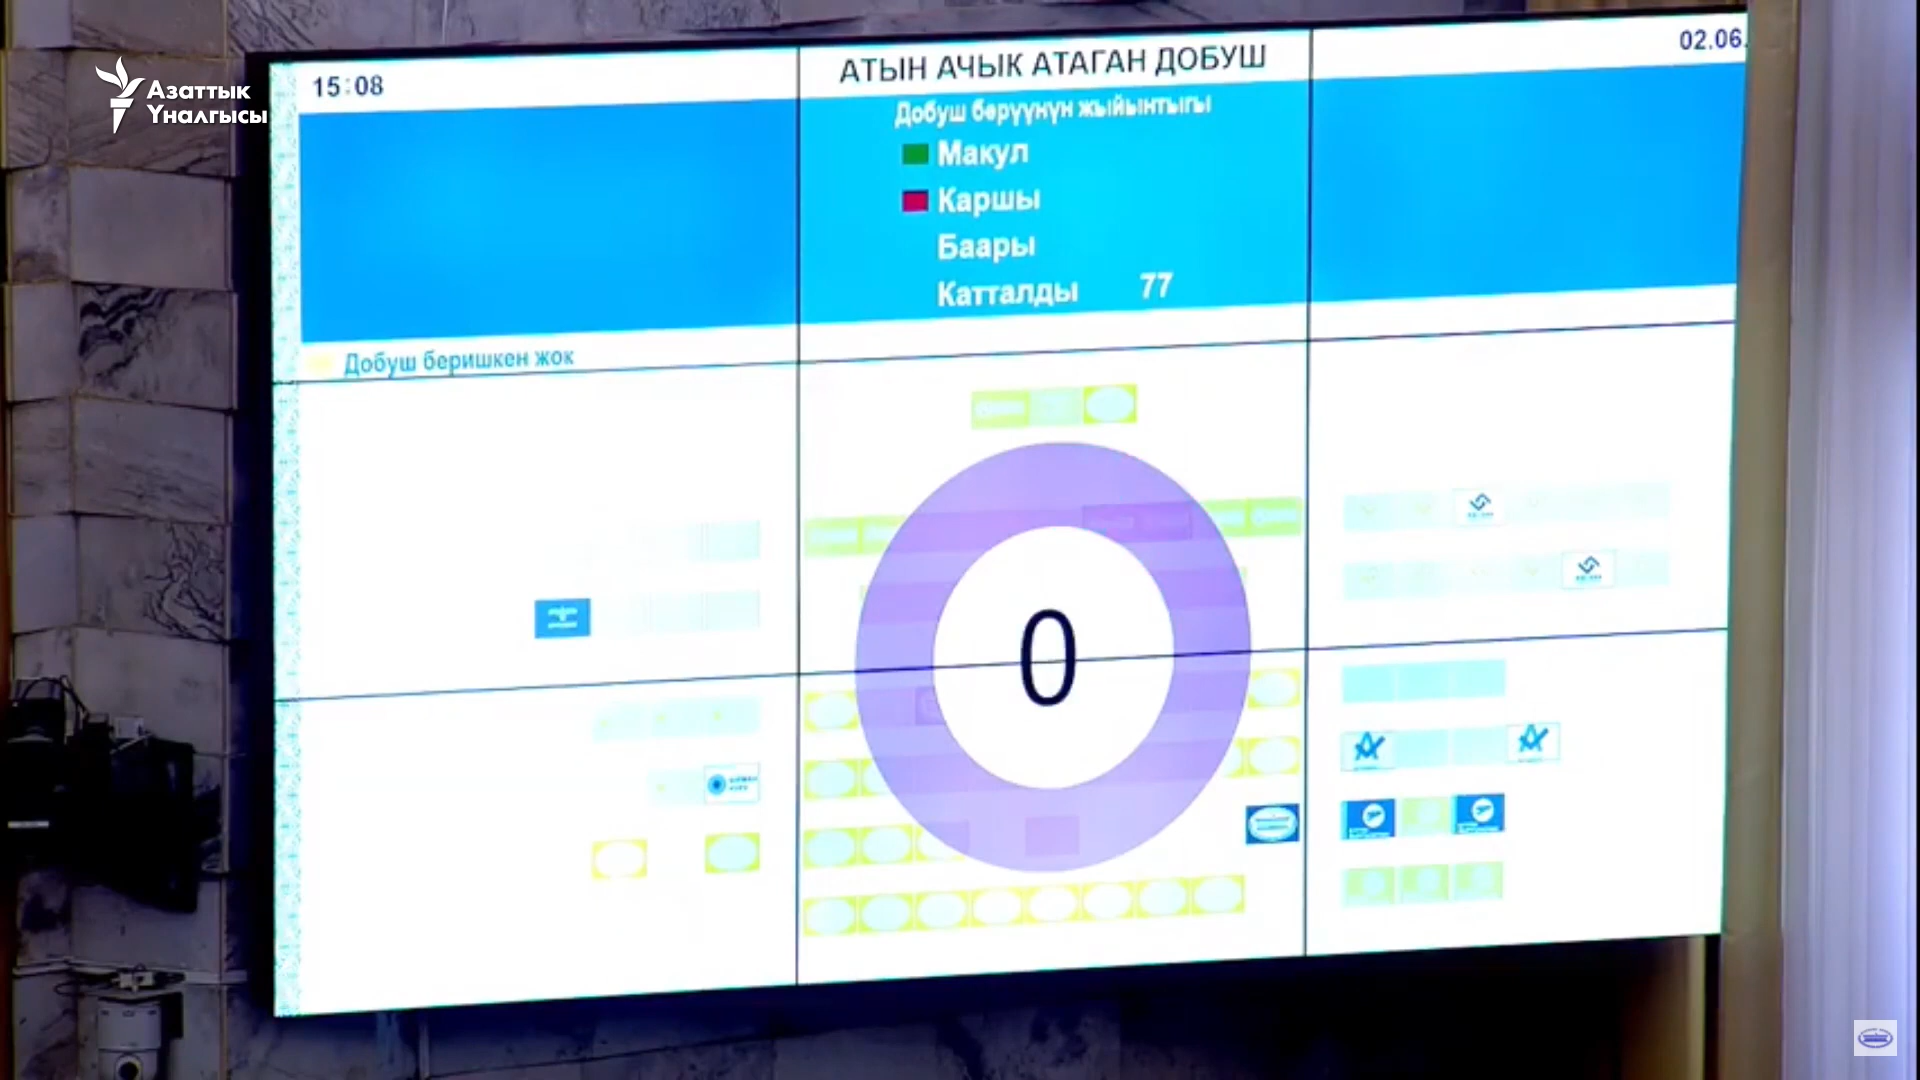 Азаттык
Үналгысы
15:08
АТЫН АЧЫК АТАГАН ДОБУШ
02.06.
Добуш берүүнүн жыйынтыгы
Макул
Каршы
Баары
Катталды 77
Добуш беришкен жок
0